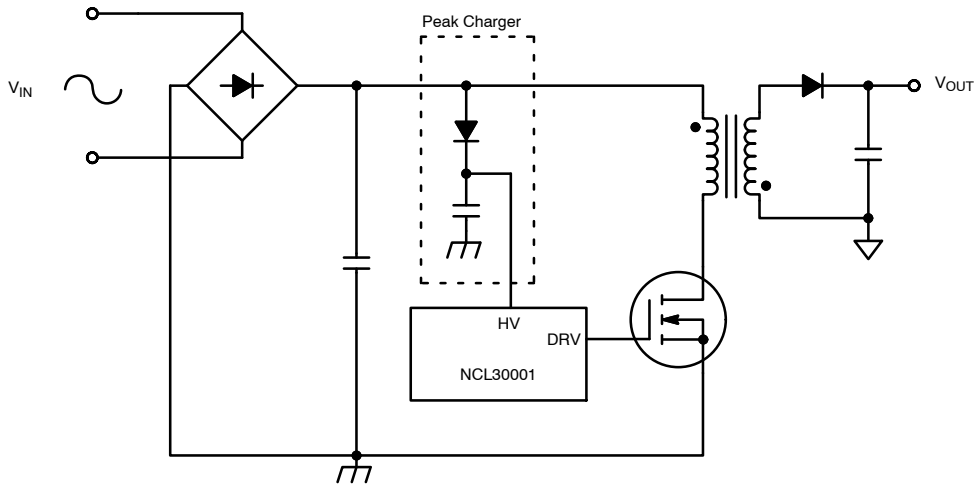 Peak Charger
VIN
VOUT
HV
DRV
NCL30001